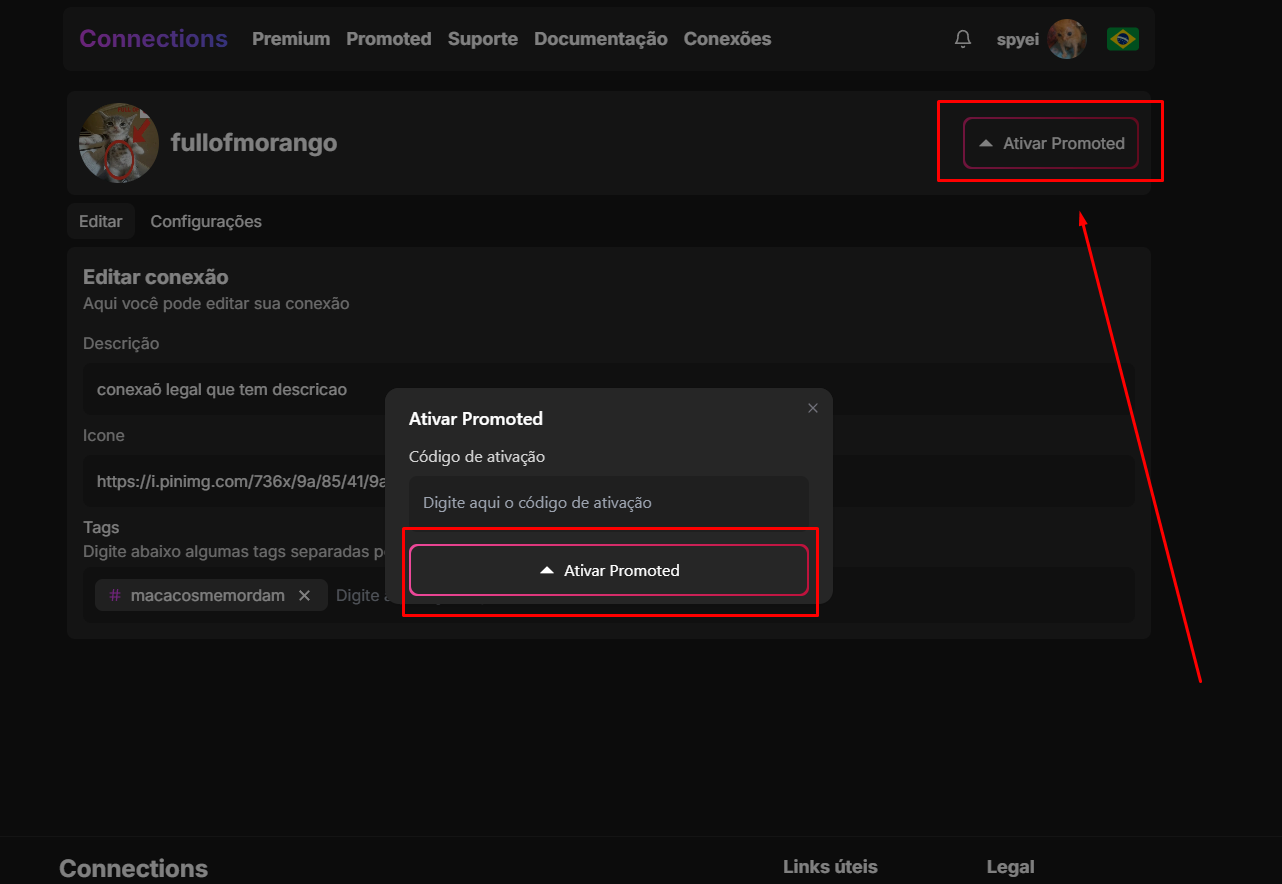 Connections Premium Promoted Suporte Documentação Conexões spyei
fullofmorango
Ativar Promoted
Editar Configurações
Editar conexão
Aqui você pode editar sua conexão
Descrição
conexaõ legal que tem descricao
Icone
https://i.pinimg.com/736x/9a/85/41/9a
Tags
Digite abaixo algumas tags separadas
# macacosmemordam Digite
Ativar Promoted
Código de ativação
Digite aqui o código de ativação
Ativar Promoted
Connections Links úteis Legal